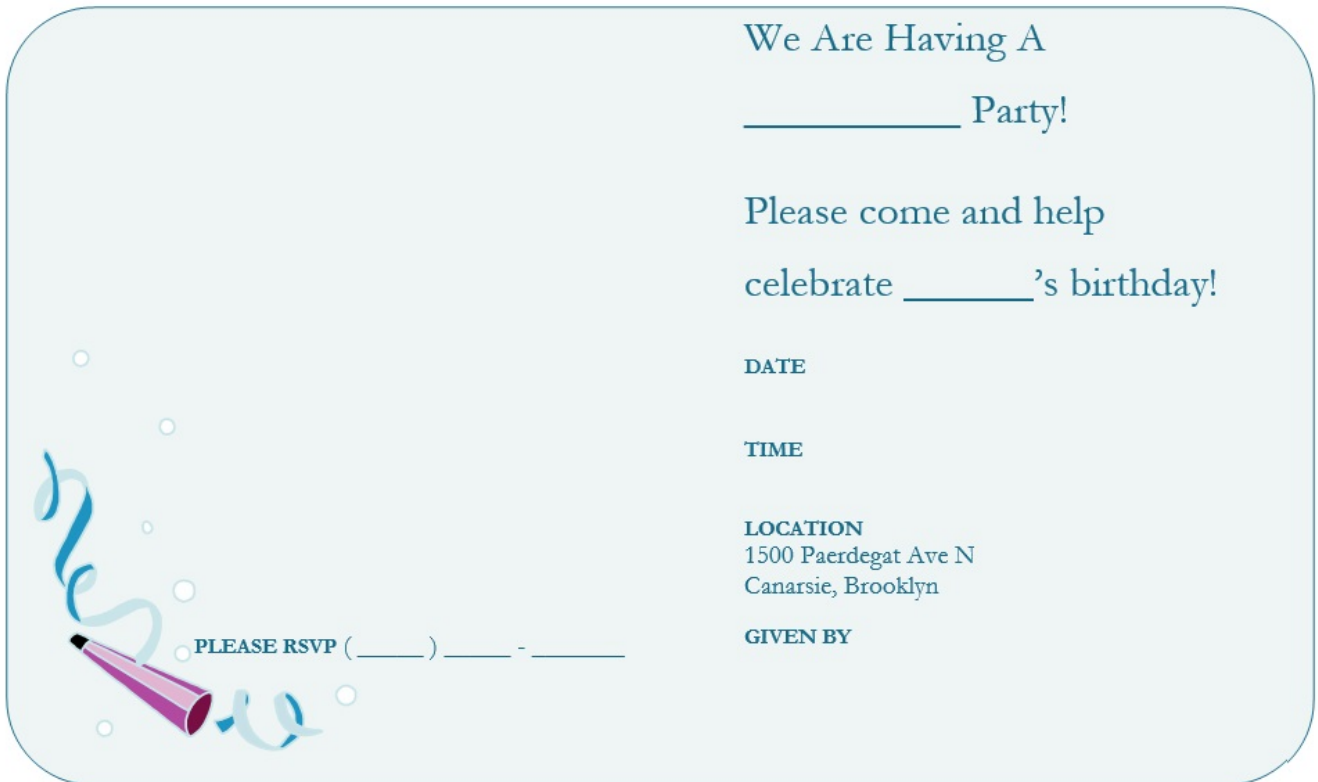 We Are Having A
__________ Party!
Please come and help
celebrate ______’s birthday!
DATE
TIME
LOCATION
1500 Paerdegat Ave N
Canarsie, Brooklyn
GIVEN BY
PLEASE RSVP ( _____ ) _____ - _______